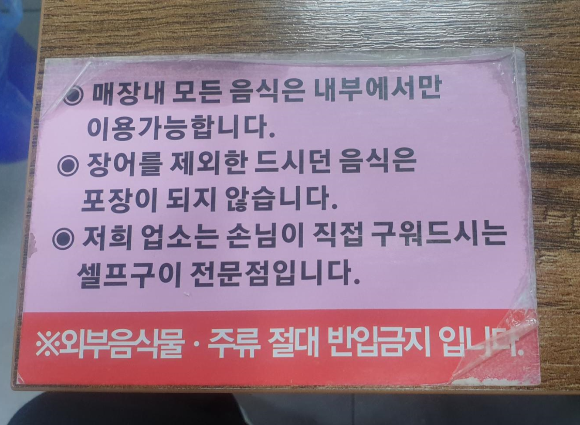 ◉ 매장내 모든 음식은 내부에서만
이용가능합니다.
◉ 장어를 제외한 드시던 음식은
포장이 되지 않습니다.
◉ 저희 업소는 손님이 직접 구워드시는
셀프구이 전문점입니다.
※외부음식물 · 주류 절대 반입금지 입니다.